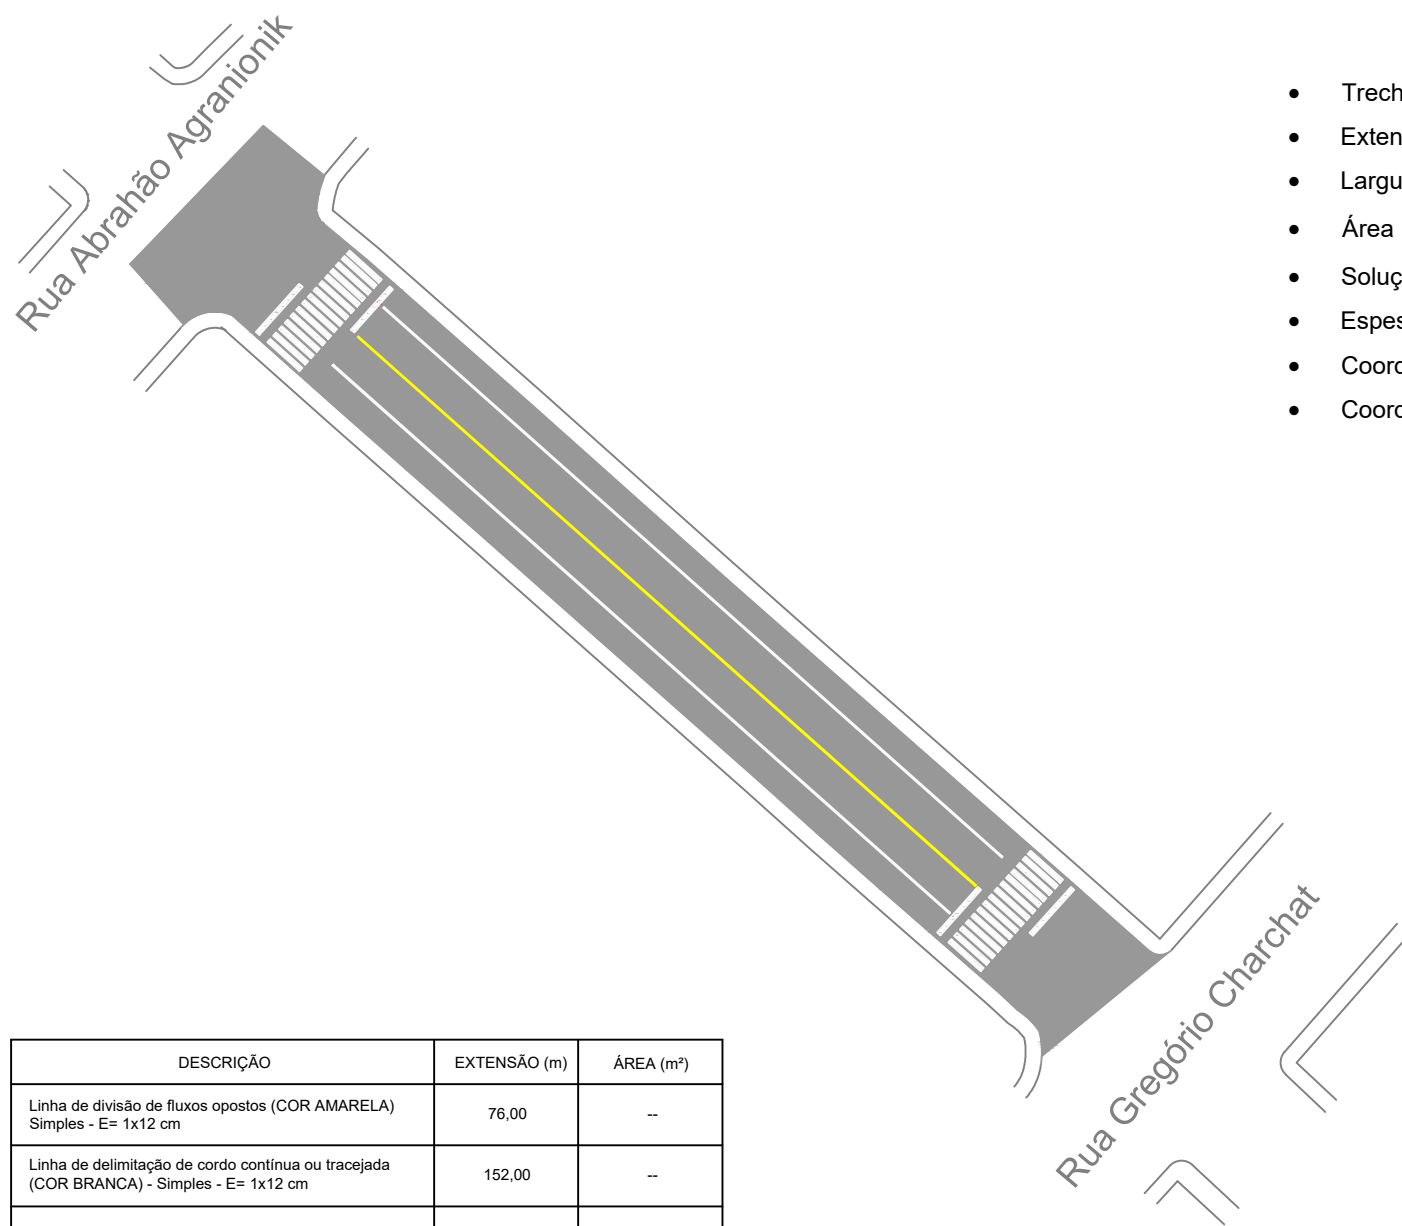 Rua Abrahão Agranionik
• Trech
• Exten
• Largu
• Área
• Soluç
• Espes
• Coord
• Coord
Rua Gregório Charchat
DESCRIÇÃO EXTENSÃO (m) ÁREA (m²)
Linha de divisão de fluxos opostos (COR AMARELA)
Simples - E= 1x12 cm 76,00 --
Linha de delimitação de cordo contínua ou tracejada
(COR BRANCA) - Simples - E= 1x12 cm 152,00 --